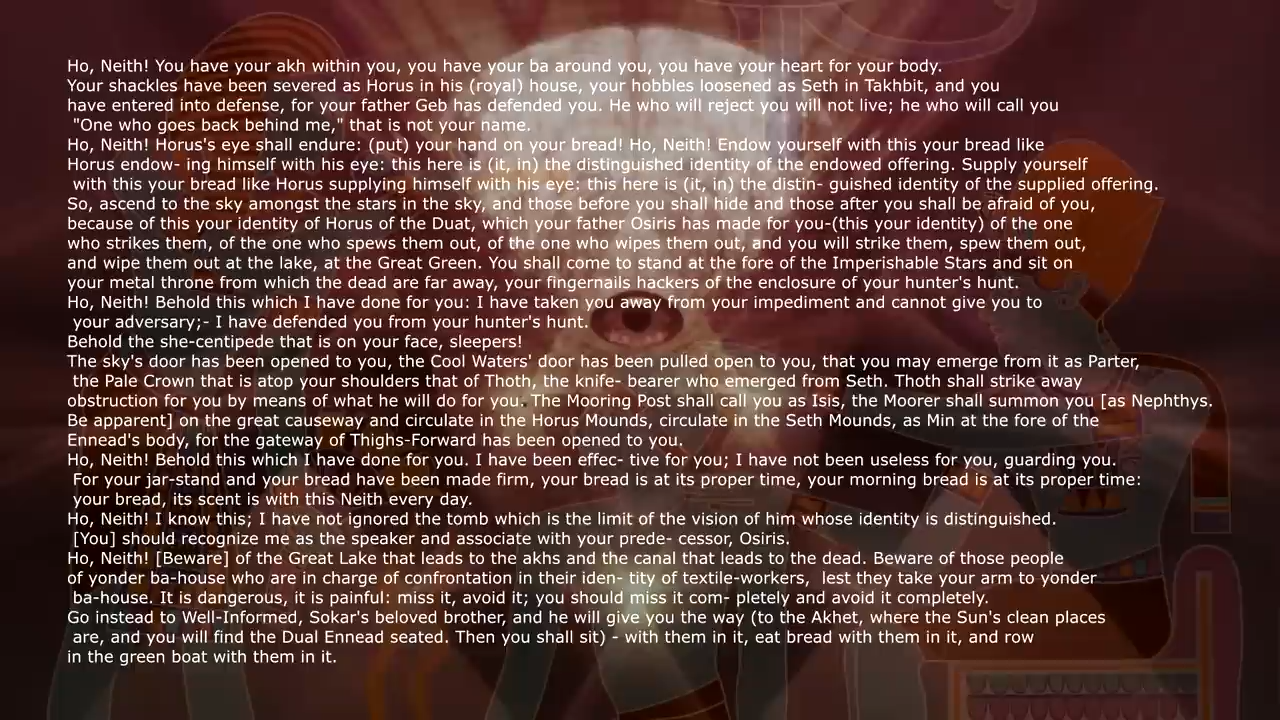 Ho, Neith! You have your akh within you, you have your ba around you, you have your heart for your body.
Your shackles have been severed as Horus in his (royal) house, your hobbles loosened as Seth in Takhbit, and you
have entered into defense, for your father Geb has defended you. He who will reject you will not live; he who will call you
"One who goes back behind me," that is not your name.
Ho, Neith! Horus's eye shall endure: (put) your hand on your bread! Ho, Neith! Endow yourself with this your bread like
Horus endow- ing himself with his eye: this here is (it, in) the distinguished identity of the endowed offering. Supply yourself
with this your bread like Horus supplying himself with his eye: this here is (it, in) the distin- guished identity of the supplied offering.
So, ascend to the sky amongst the stars in the sky, and those before you shall hide and those after you shall be afraid of you,
because of this your identity of Horus of the Duat, which your father Osiris has made for you-(this your identity) of the one
who strikes them, of the one who spews them out, of the one who wipes them out, and you will strike them, spew them out,
and wipe them out at the lake, at the Great Green. You shall come to stand at the fore of the Imperishable Stars and sit on
your metal throne from which the dead are far away, your fingernails hackers of the enclosure of your hunter's hunt.
Ho, Neith! Behold this which I have done for you: I have taken you away from your impediment and cannot give you to
your adversary;- I have defended you from your hunter's hunt.
Behold the she-centipede that is on your face, sleepers!
The sky's door has been opened to you, the Cool Waters' door has been pulled open to you, that you may emerge from it as Parter,
the Pale Crown that is atop your shoulders that of Thoth, the knife- bearer who emerged from Seth. Thoth shall strike away
obstruction for you by means of what he will do for you. The Mooring Post shall call you as Isis, the Moorer shall summon you [as Nephthys.
Be apparent] on the great causeway and circulate in the Horus Mounds, circulate in the Seth Mounds, as Min at the fore of the
Ennead's body, for the gateway of Thighs-Forward has been opened to you.
Ho, Neith! Behold this which I have done for you. I have been effec- tive for you; I have not been useless for you, guarding you.
For your jar-stand and your bread have been made firm, your bread is at its proper time, your morning bread is at its proper time:
your bread, its scent is with this Neith every day.
Ho, Neith! I know this; I have not ignored the tomb which is the limit of the vision of him whose identity is distinguished.
[You] should recognize me as the speaker and associate with your prede- cessor, Osiris.
Ho, Neith! [Beware] of the Great Lake that leads to the akhs and the canal that leads to the dead. Beware of those people
of yonder ba-house who are in charge of confrontation in their iden- tity of textile-workers, lest they take your arm to yonder
ba-house. It is dangerous, it is painful: miss it, avoid it; you should miss it com- pletely and avoid it completely.
Go instead to Well-Informed, Sokar's beloved brother, and he will give you the way (to the Akhet, where the Sun's clean places
are, and you will find the Dual Ennead seated. Then you shall sit) - with them in it, eat bread with them in it, and row
in the green boat with them in it.